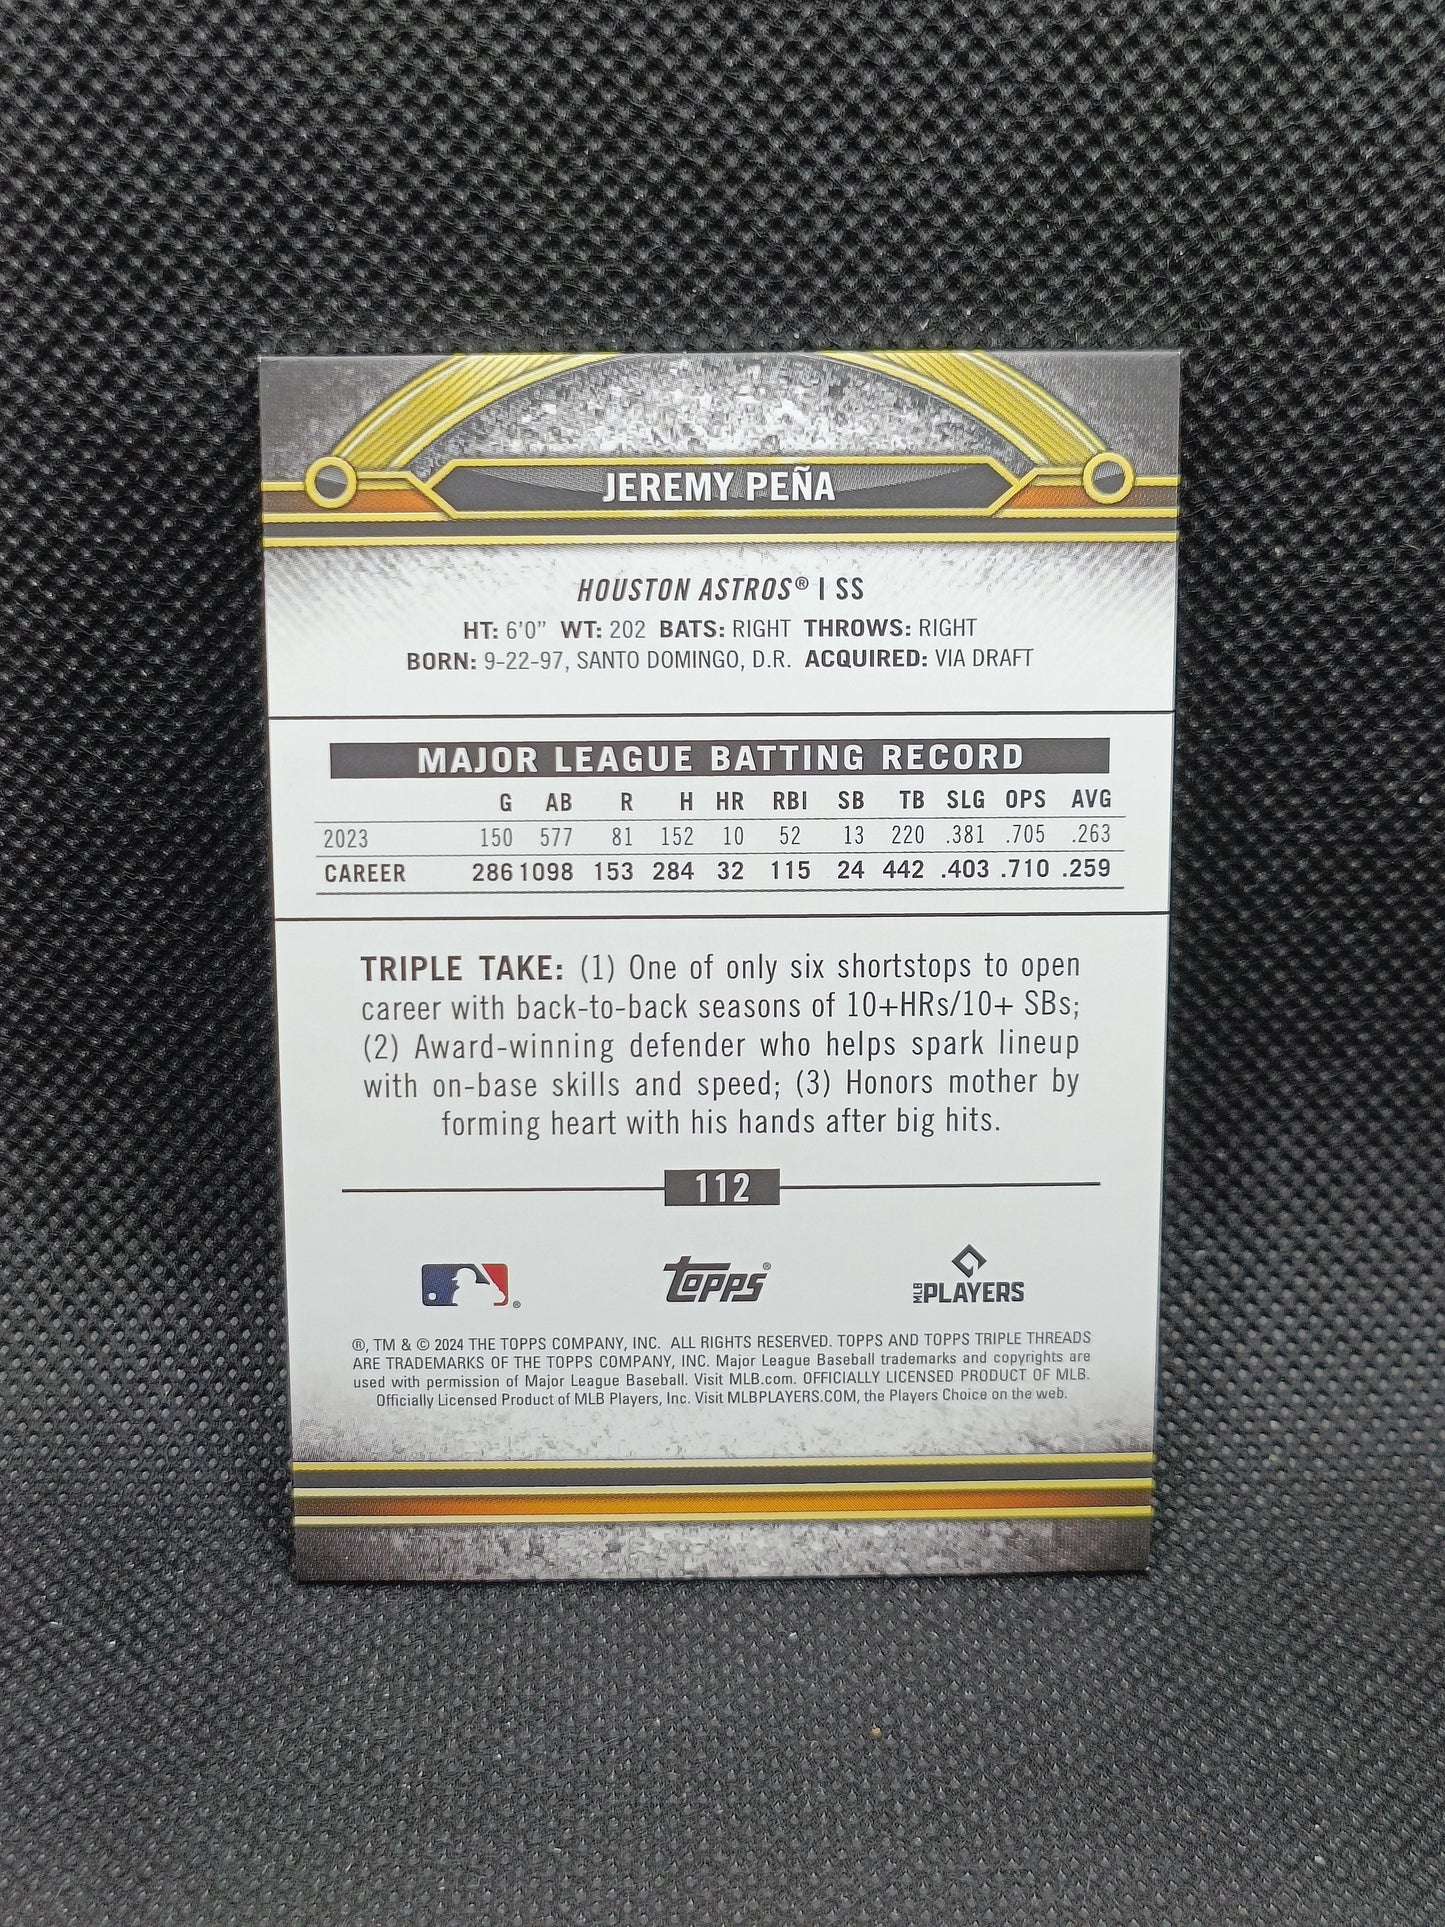 JEREMY PEÑA
HOUSTON ASTROS® | SS
HT: 6'0" WT: 202 BATS: RIGHT THROWS: RIGHT
BORN: 9-22-97, SANTO DOMINGO, D.R. ACQUIRED: VIA DRAFT
MAJOR LEAGUE BATTING RECORD
G AB R H HR RBI SB TB SLG OPS AVG
2023 150 577 81 152 10 52 13 220 .381 .705 .263
CAREER 286 1098 153 284 32 115 24 442 .403 .710 .259
TRIPLE TAKE: (1) One of only six shortstops to open
career with back-to-back seasons of 10+HRs/10+ SBs;
(2) Award-winning defender who helps spark lineup
with on-base skills and speed; (3) Honors mother by
forming heart with his hands after big hits.
112
® topps® MLB PLAYERS
®, TM & © 2024 THE TOPPS COMPANY, INC. ALL RIGHTS RESERVED. TOPPS AND TOPPS TRIPLE THREADS
ARE TRADEMARKS OF THE TOPPS COMPANY, INC. Major League Baseball trademarks and copyrights are
used with permission of Major League Baseball. Visit MLB.com. OFFICIALLY LICENSED PRODUCT OF MLB.
Officially Licensed Product of MLB Players, Inc. Visit MLBPLAYERS.COM, the Players Choice on the web.